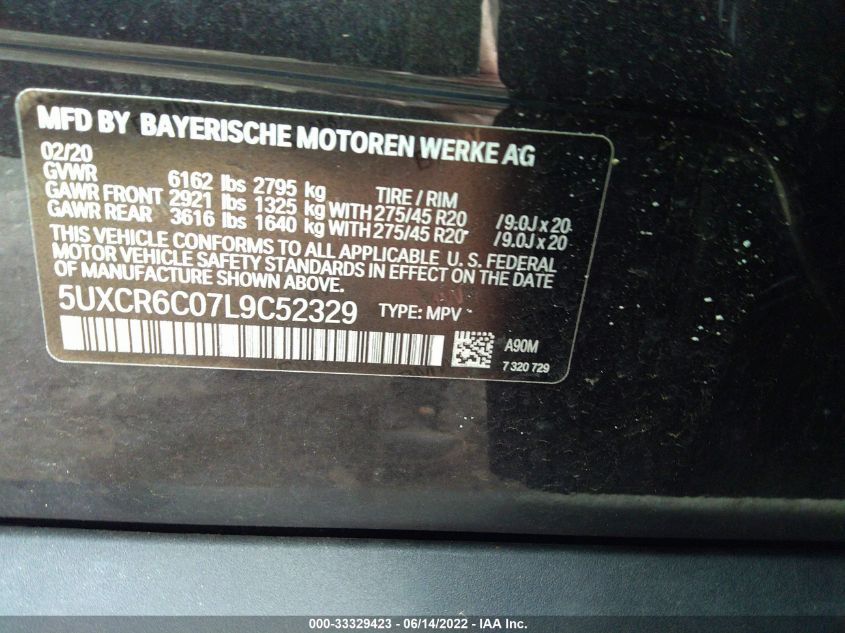 MFD BY BAYERISCHE MOTOREN WERKE AG
02/20
GVWR 6162 lbs 2795 kg TIRE / RIM
GAWR FRONT 2921 lbs 1325 kg WITH 275/45 R20 /9.0J x 20
GAWR REAR 3616 lbs 1640 kg WITH 275/45 R20 /9.0J x 20
THIS VEHICLE CONFORMS TO ALL APPLICABLE U. S. FEDERAL
MOTOR VEHICLE SAFETY STANDARDS IN EFFECT ON THE DATE
OF MANUFACTURE SHOWN ABOVE.
5UXCR6C07L9C52329 TYPE: MPV
A90M
7 320 729
000-33329423 - 06/14/2022 - IAA Inc.